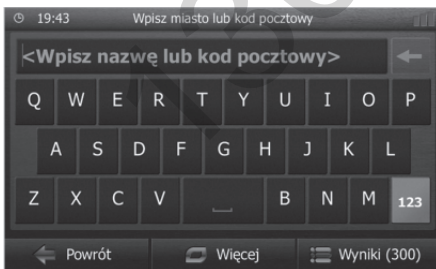 19:43 Wpisz miasto lub kod pocztowy
<Wpisz nazwę lub kod pocztowy>
Q W E R T Y U I O P
A S D F G H J K L
Z X C V B N M 123
Powrót Więcej Wyniki (300)